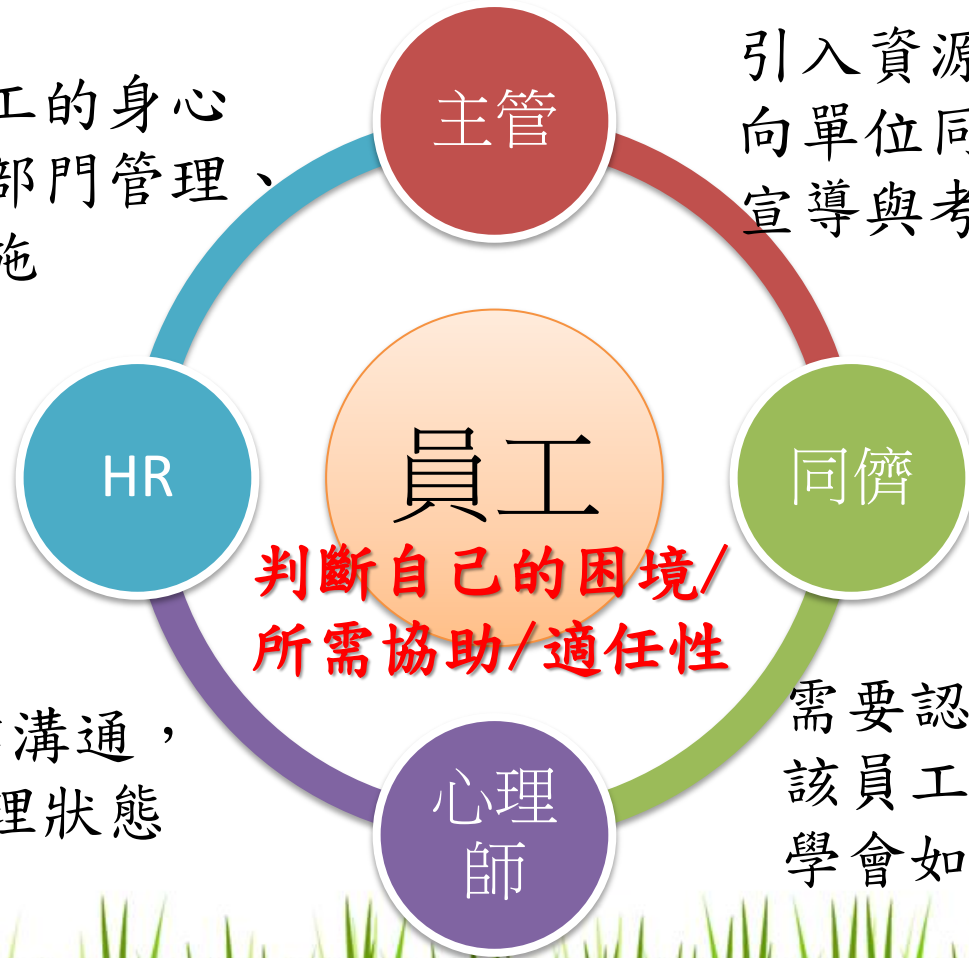 主管
工的身心
部門管理、
施
引入資源
向單位同
宣導與考
HR
員工
同儕
判斷自己的困境/
所需協助/適任性
溝通，
理狀態
心理
師
需要認
該員工
學會如